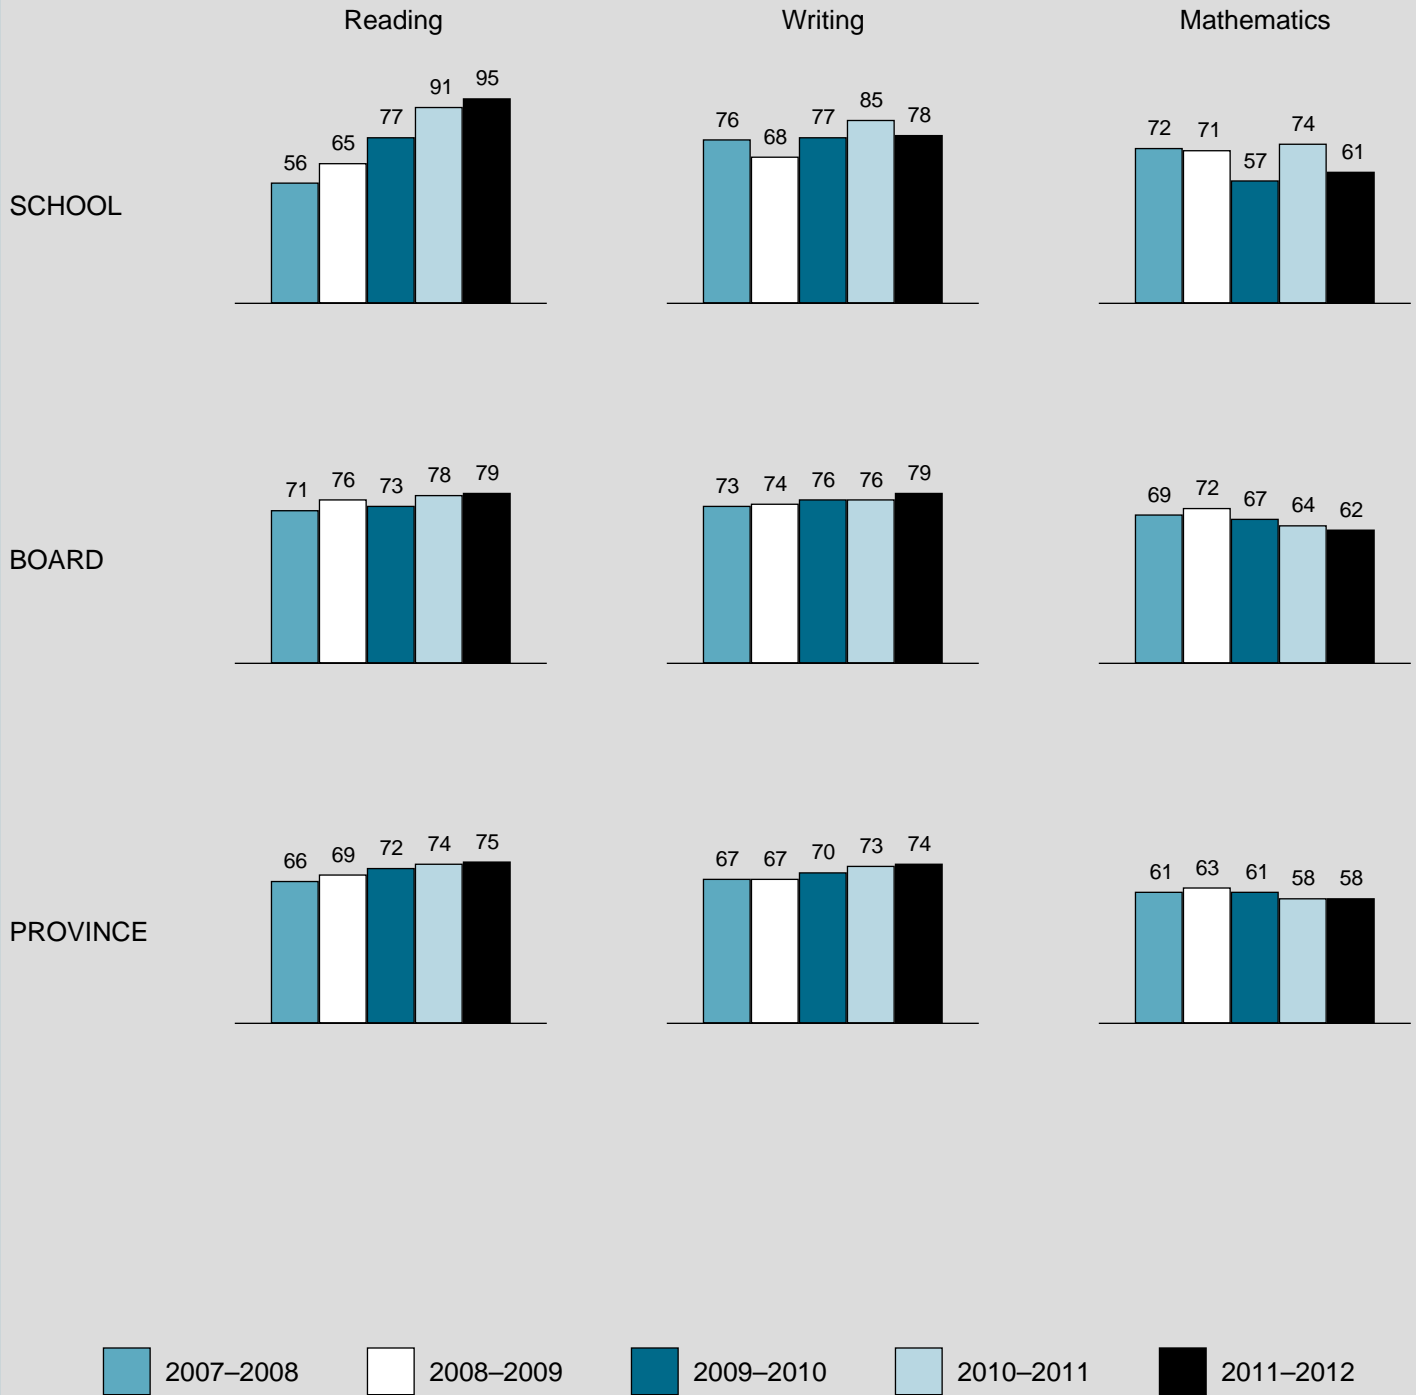 Reading Writing Mathematics
SCHOOL
56 65 77 91 95
76 68 77 85 78
72 71 57 74 61
BOARD
71 76 73 78 79
73 74 76 76 79
69 72 67 64 62
PROVINCE
66 69 72 74 75
67 67 70 73 74
61 63 61 58 58
2007–2008 2008–2009 2009–2010 2010–2011 2011–2012